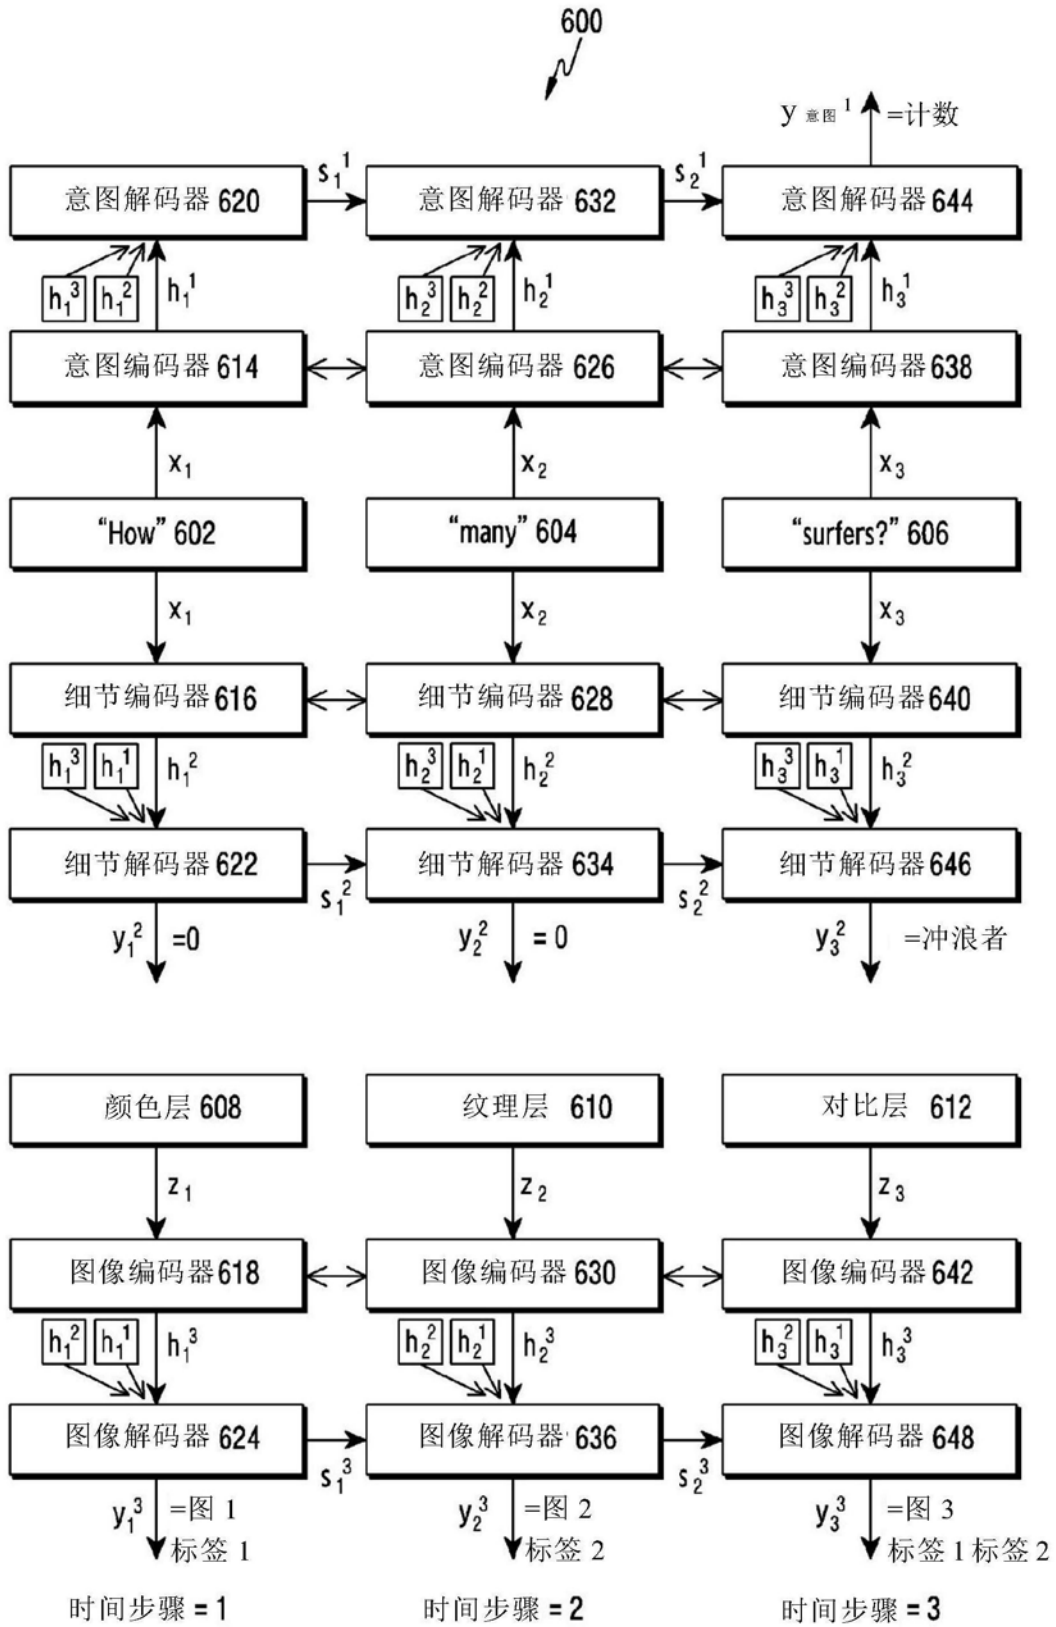 600
y 意图 1 =计数
意图解码器 620 s₁¹ 意图解码器 632 s₂¹ 意图解码器 644
h₁³ h₁² h₁¹ h₂³ h₂² h₂¹ h₃³ h₃² h₃¹
意图编码器 614 意图编码器 626 意图编码器 638
x₁ x₂ x₃
“How” 602 “many” 604 “surfers?” 606
x₁ x₂ x₃
细节编码器 616 细节编码器 628 细节编码器 640
h₁³ h₁¹ h₁² h₂³ h₂¹ h₂² h₃³ h₃¹ h₃²
细节解码器 622 s₁² 细节解码器 634 s₂² 细节解码器 646
y₁² =0 y₂² = 0 y₃² =冲浪者
颜色层 608 纹理层 610 对比层 612
z₁ z₂ z₃
图像编码器 618 图像编码器 630 图像编码器 642
h₁² h₁¹ h₁³ h₂² h₂¹ h₂³ h₃² h₃¹ h₃³
图像解码器 624 s₁³ 图像解码器 636 s₂³ 图像解码器 648
y₁³ =图 1 y₂³ =图 2 y₃³ =图 3
标签 1 标签 2 标签 1 标签 2
时间步骤 = 1 时间步骤 = 2 时间步骤 = 3